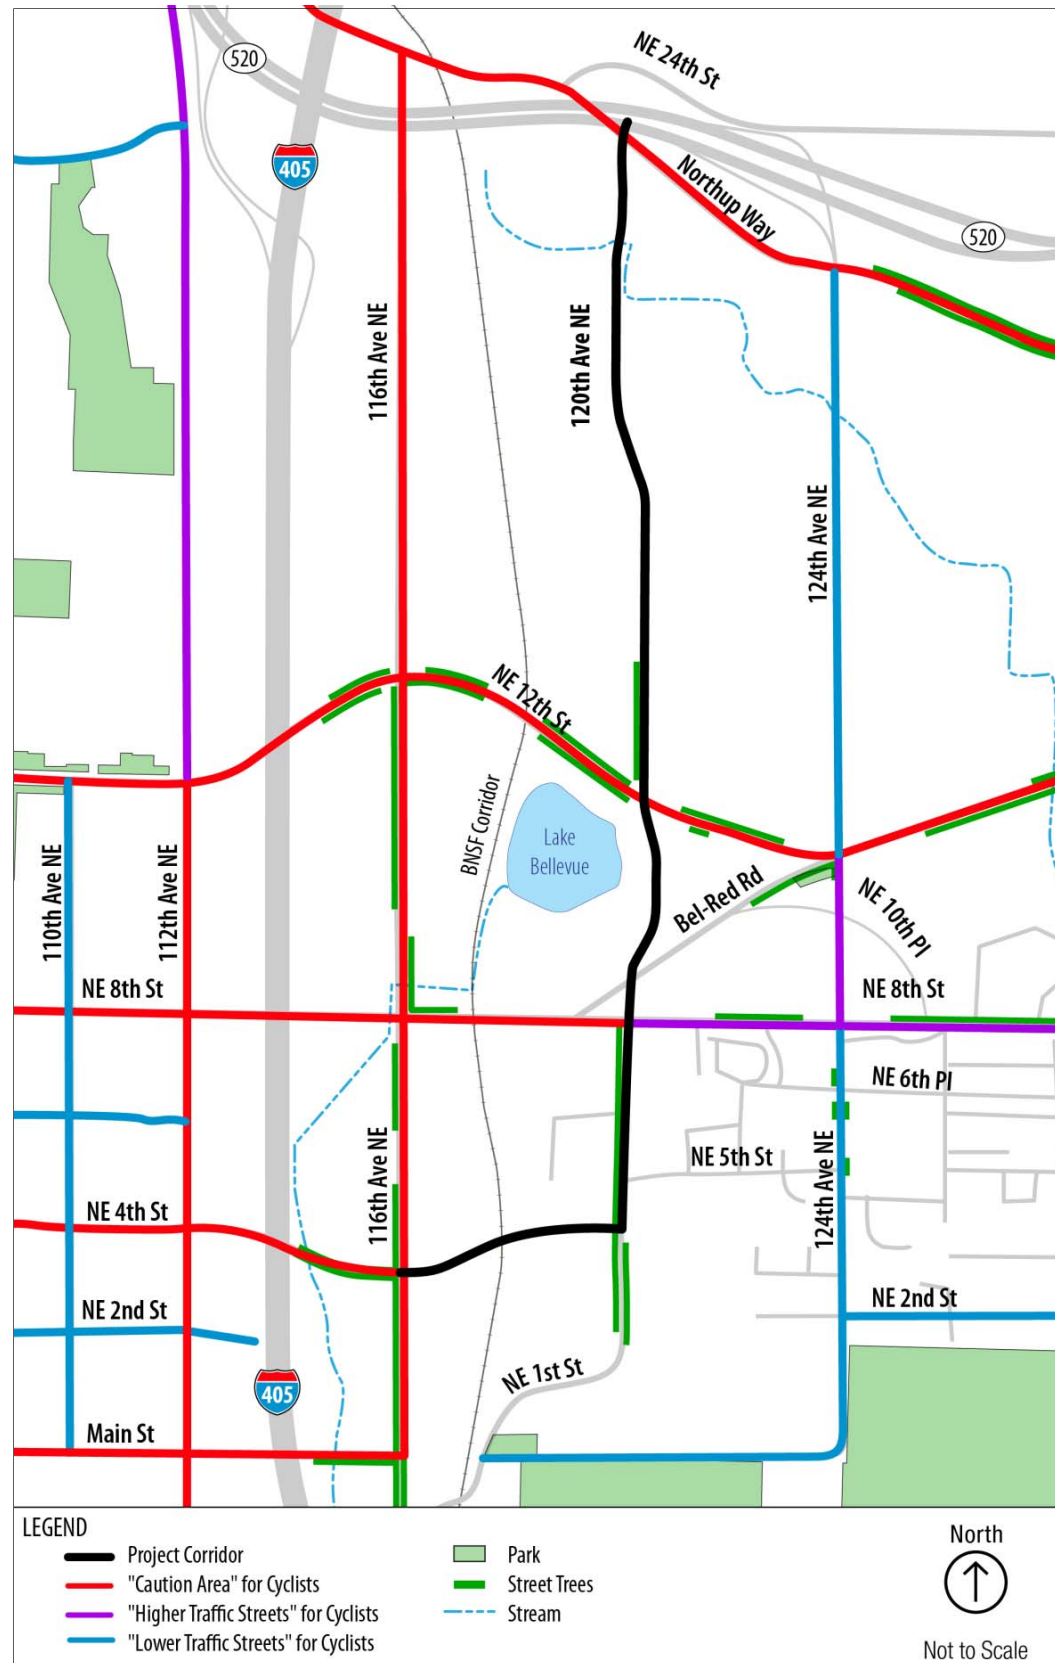 NE 24th St
520
405
Northup Way
520
116th Ave NE
120th Ave NE
124th Ave NE
NE 12th St
BNSF Corridor
Lake
Bellevue
110th Ave NE
112th Ave NE
Bel-Red Rd
NE 10th Pl
NE 8th St
NE 8th St
NE 6th Pl
116th Ave NE
NE 5th St
124th Ave NE
NE 4th St
NE 2nd St
NE 2nd St
NE 1st St
405
Main St
LEGEND
Project Corridor
"Caution Area" for Cyclists
"Higher Traffic Streets" for Cyclists
"Lower Traffic Streets" for Cyclists
Park
Street Trees
Stream
North
Not to Scale